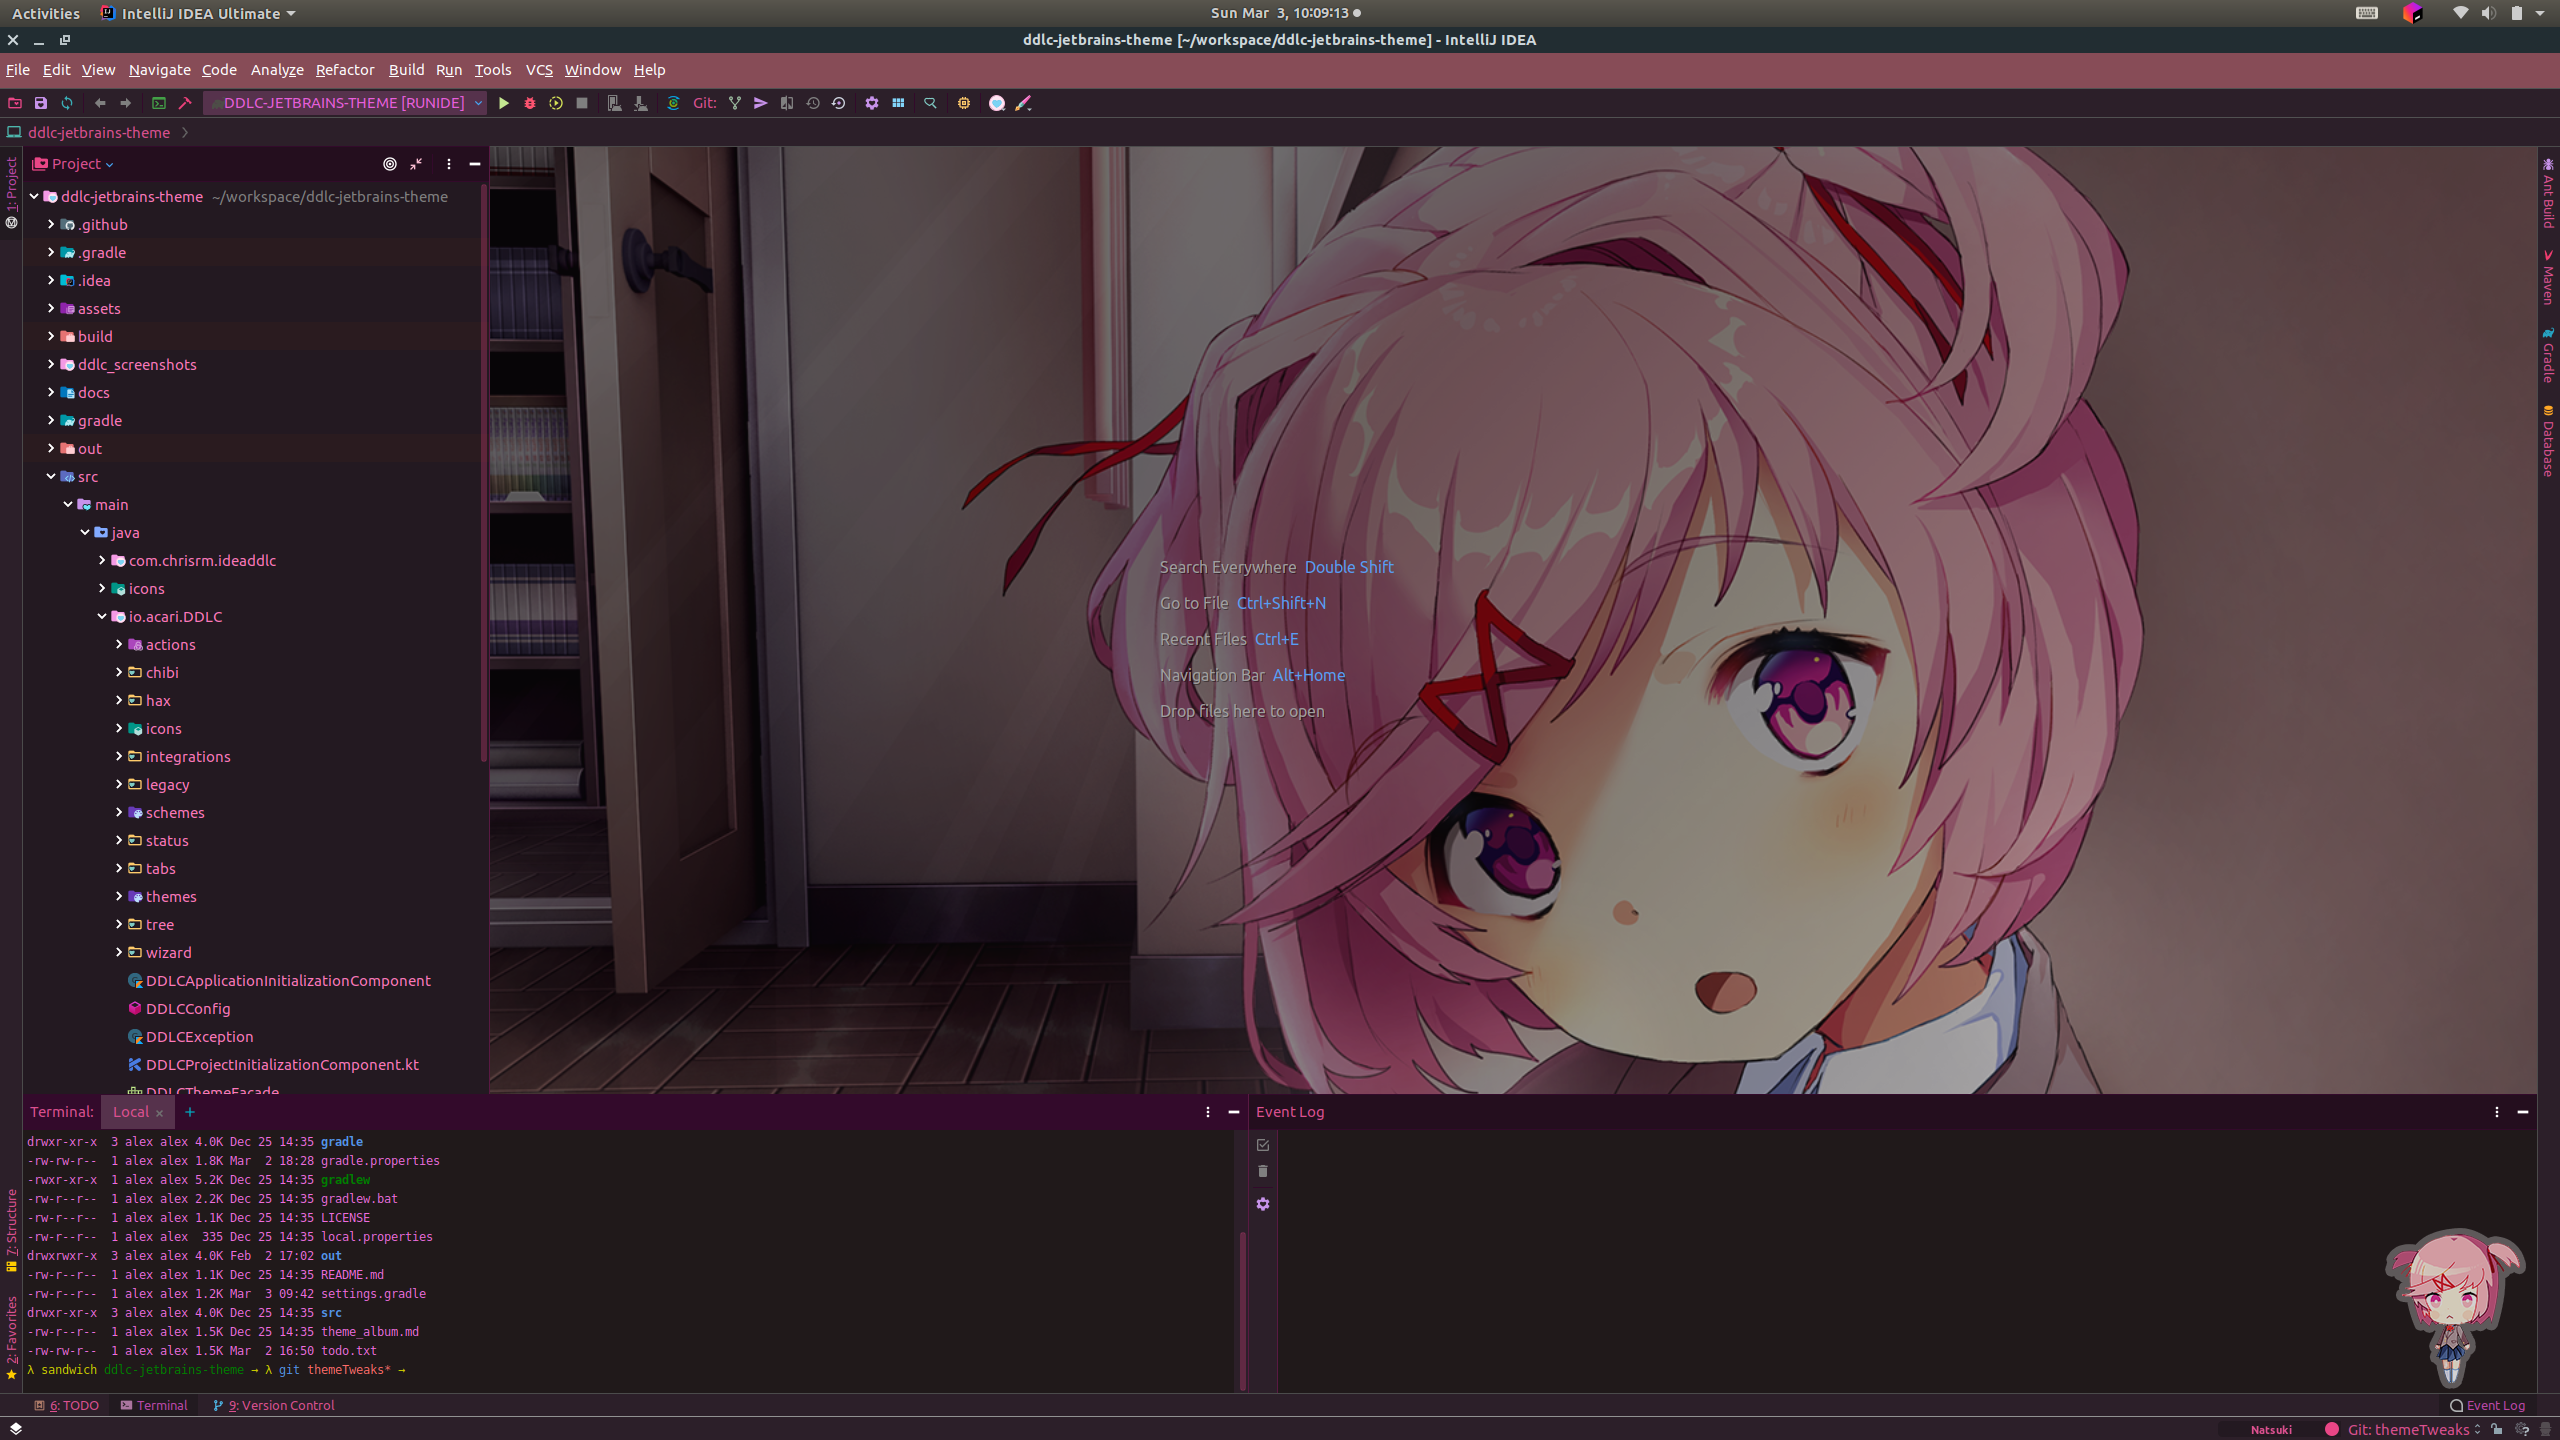 Activities IntelliJ IDEA Ultimate Sun Mar 3, 10:09:13
ddlc-jetbrains-theme [~/workspace/ddlc-jetbrains-theme] - IntelliJ IDEA
File Edit View Navigate Code Analyze Refactor Build Run Tools VCS Window Help
DDLC-JETBRAINS-THEME [RUNIDE] Git:
ddlc-jetbrains-theme
1: Project
Project
ddlc-jetbrains-theme ~/workspace/ddlc-jetbrains-theme
.github
.gradle
.idea
assets
build
ddlc_screenshots
docs
gradle
out
src
main
java
com.chrisrm.ideaddlc
icons
io.acari.DDLC
actions
chibi
hax
icons
integrations
legacy
schemes
status
tabs
themes
tree
wizard
DDLCApplicationInitializationComponent
DDLCConfig
DDLCException
DDLCProjectInitializationComponent.kt
DDLCThemeFacade
Search Everywhere Double Shift
Go to File Ctrl+Shift+N
Recent Files Ctrl+E
Navigation Bar Alt+Home
Drop files here to open
Ant Build
Maven
Gradle
Database
7: Structure
2: Favorites
Terminal: Local × +
drwxr-xr-x 3 alex alex 4.0K Dec 25 14:35 gradle
-rw-rw-r-- 1 alex alex 1.8K Mar 2 18:28 gradle.properties
-rwxr-xr-x 1 alex alex 5.2K Dec 25 14:35 gradlew
-rw-r--r-- 1 alex alex 2.2K Dec 25 14:35 gradlew.bat
-rw-r--r-- 1 alex alex 1.1K Dec 25 14:35 LICENSE
-rw-r--r-- 1 alex alex 335 Dec 25 14:35 local.properties
drwxrwxr-x 3 alex alex 4.0K Feb 2 17:02 out
-rw-r--r-- 1 alex alex 1.1K Dec 25 14:35 README.md
-rw-r--r-- 1 alex alex 1.2K Mar 3 09:42 settings.gradle
drwxr-xr-x 3 alex alex 4.0K Dec 25 14:35 src
-rw-r--r-- 1 alex alex 1.5K Dec 25 14:35 theme_album.md
-rw-rw-r-- 1 alex alex 1.5K Mar 2 16:50 todo.txt
λ sandwich ddlc-jetbrains-theme → λ git themeTweaks* →
Event Log
6: TODO Terminal 9: Version Control Event Log
Natsuki Git: themeTweaks